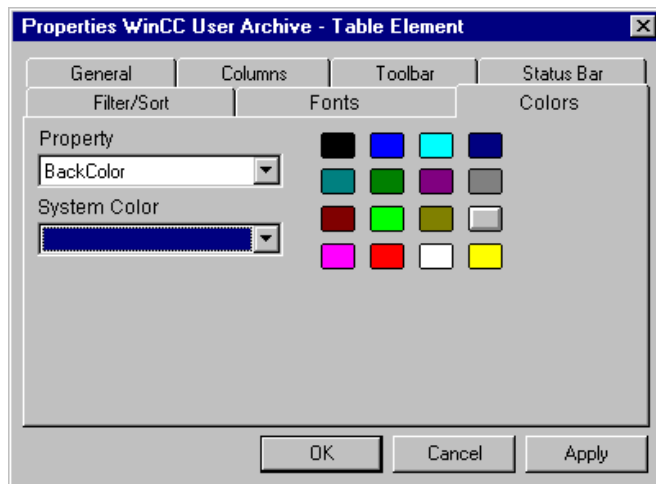 Properties WinCC User Archive - Table Element
General Columns Toolbar Status Bar
Filter/Sort Fonts Colors
Property
BackColor
System Color
OK Cancel Apply